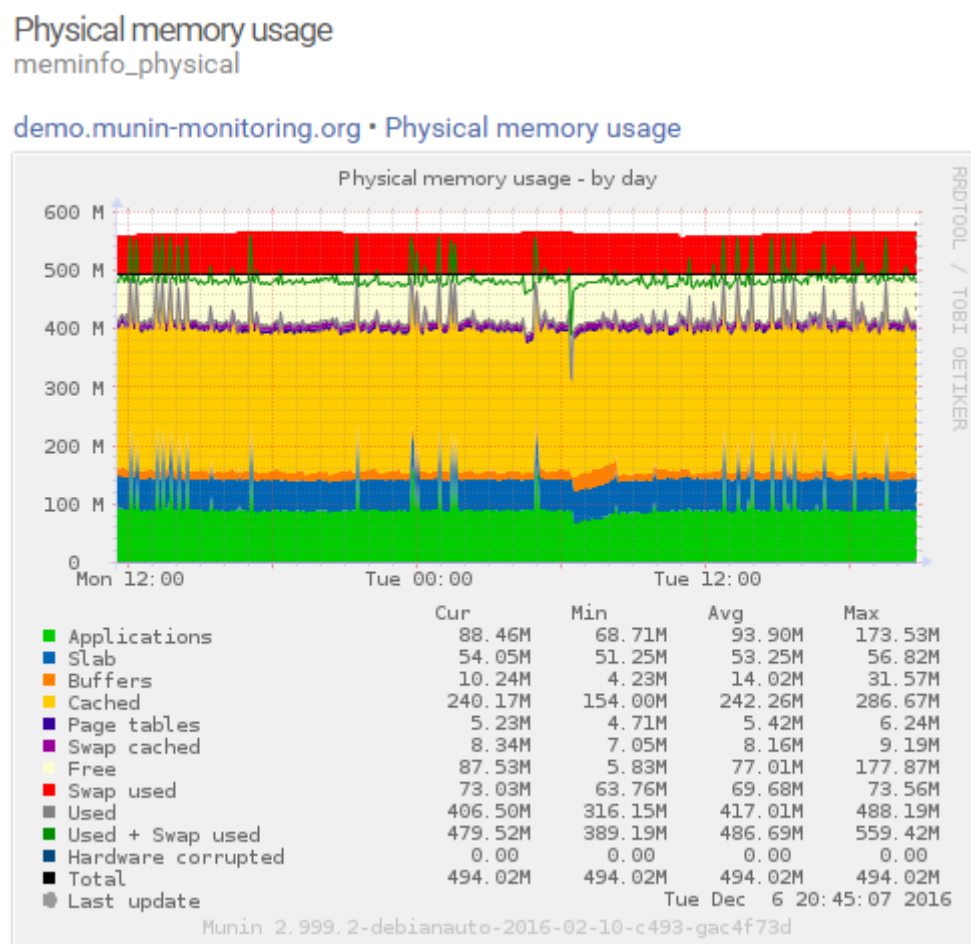 Physical memory usage
meminfo_physical
demo.munin-monitoring.org • Physical memory usage
Physical memory usage - by day
RRDTOOL / TOBI OETIKER
600 M
500 M
400 M
300 M
200 M
100 M
0
Mon 12:00 Tue 00:00 Tue 12:00
Cur Min Avg Max
Applications 88.46M 68.71M 93.90M 173.53M
Slab 54.05M 51.25M 53.25M 56.82M
Buffers 10.24M 4.23M 14.02M 31.57M
Cached 240.17M 154.00M 242.26M 286.67M
Page tables 5.23M 4.71M 5.42M 6.24M
Swap cached 8.34M 7.05M 8.16M 9.19M
Free 87.53M 5.83M 77.01M 177.87M
Swap used 73.03M 63.76M 69.68M 73.56M
Used 406.50M 316.15M 417.01M 488.19M
Used + Swap used 479.52M 389.19M 486.69M 559.42M
Hardware corrupted 0.00 0.00 0.00 0.00
Total 494.02M 494.02M 494.02M 494.02M
Last update Tue Dec 6 20:45:07 2016
Munin 2.999.2-debianauto-2016-02-10-c493-gac4f73d